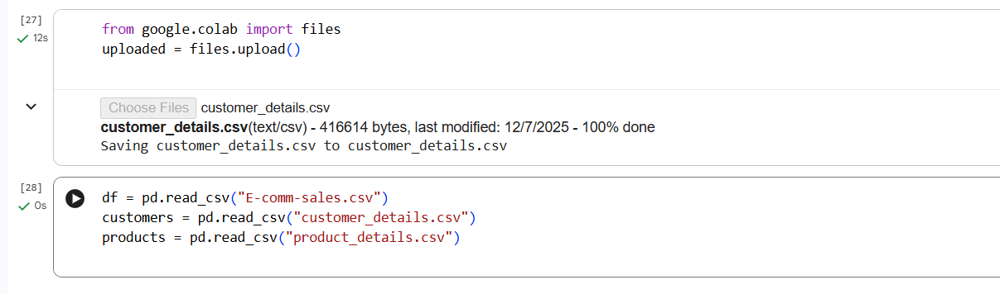 [27]
12s
from google.colab import files
uploaded = files.upload()
Choose Files customer_details.csv
customer_details.csv(text/csv) - 416614 bytes, last modified: 12/7/2025 - 100% done
Saving customer_details.csv to customer_details.csv
[28]
0s
df = pd.read_csv("E-comm-sales.csv")
customers = pd.read_csv("customer_details.csv")
products = pd.read_csv("product_details.csv")